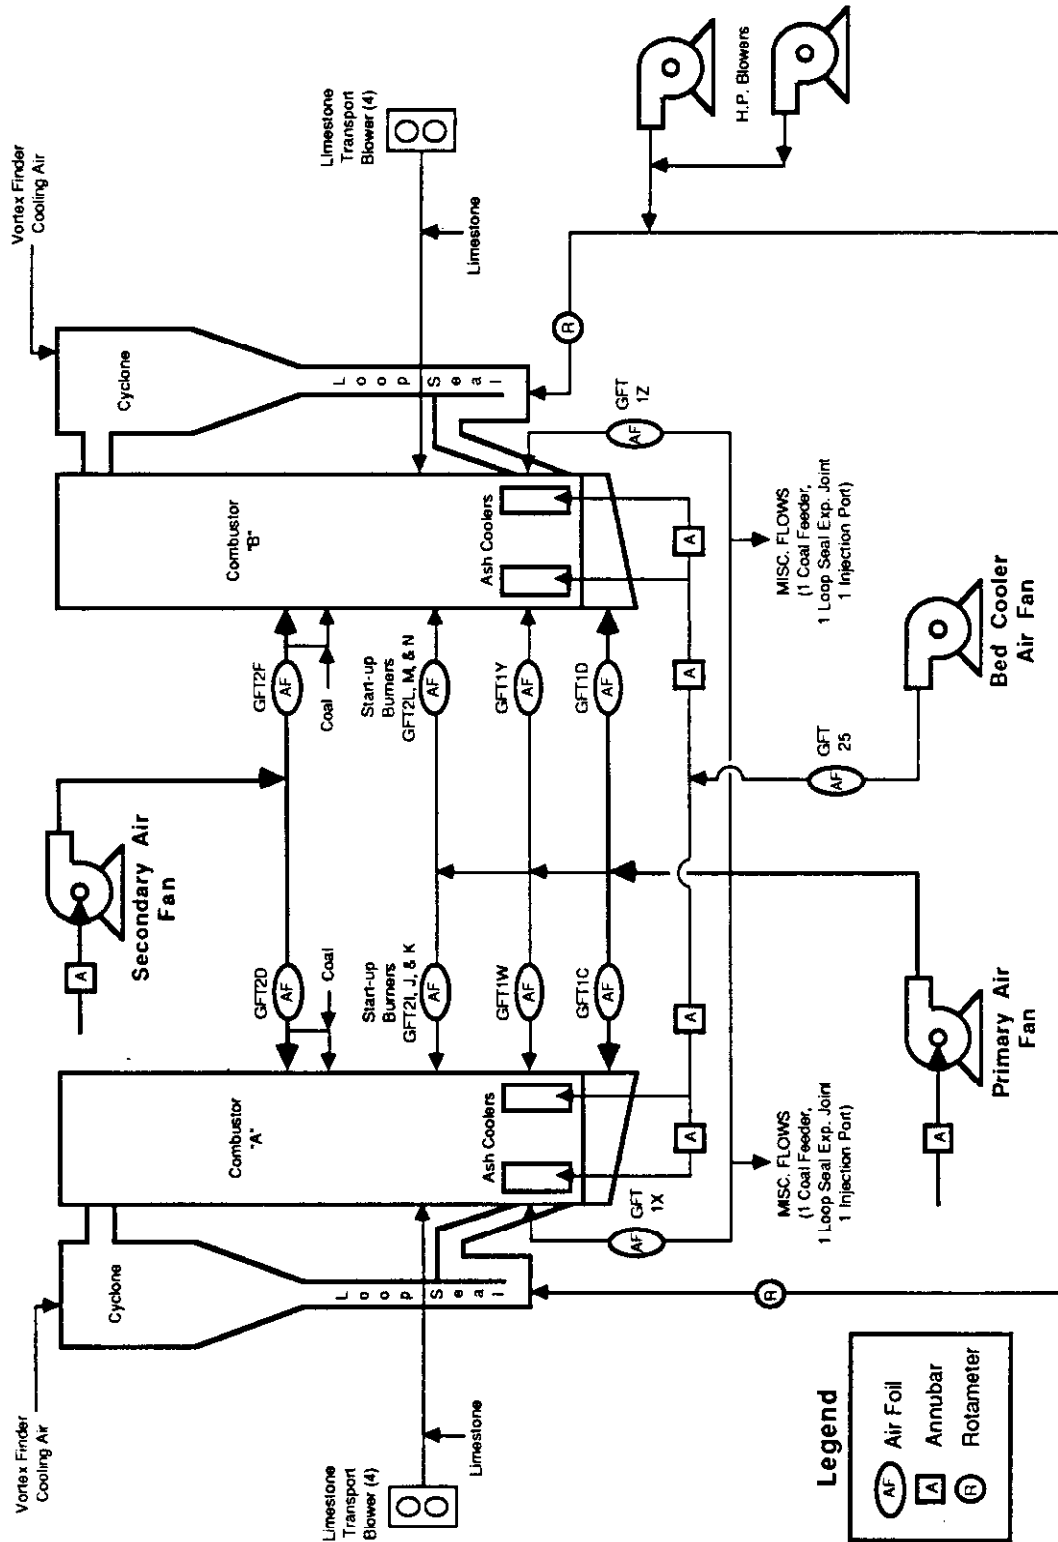 Vortex Finder
Cooling Air
Cyclone
L o o p S e a l
Limestone
Transport
Blower (4)
Limestone
Combustor
"A"
Ash Coolers
GFT
1X
AF
R
A
Secondary Air
Fan
GFT2D
AF
Coal
Start-up
Burners
GFT2I, J, & K
AF
GFT1W
AF
GFT1C
AF
A
A
MISC. FLOWS
(1 Coal Feeder,
1 Loop Seal Exp. Joint
1 Injection Port)
A
Primary Air
Fan
GFT2F
AF
Coal
Start-up
Burners
GFT2L, M, & N
AF
GFT1Y
AF
GFT1D
AF
A
A
GFT
25
AF
Bed Cooler
Air Fan
Combustor
"B"
Ash Coolers
GFT
1Z
AF
MISC. FLOWS
(1 Coal Feeder,
1 Loop Seal Exp. Joint
1 Injection Port)
Vortex Finder
Cooling Air
Cyclone
L o o p S e a l
Limestone
Transport
Blower (4)
Limestone
R
H.P. Blowers
Legend
AF Air Foil
A Annubar
R Rotameter